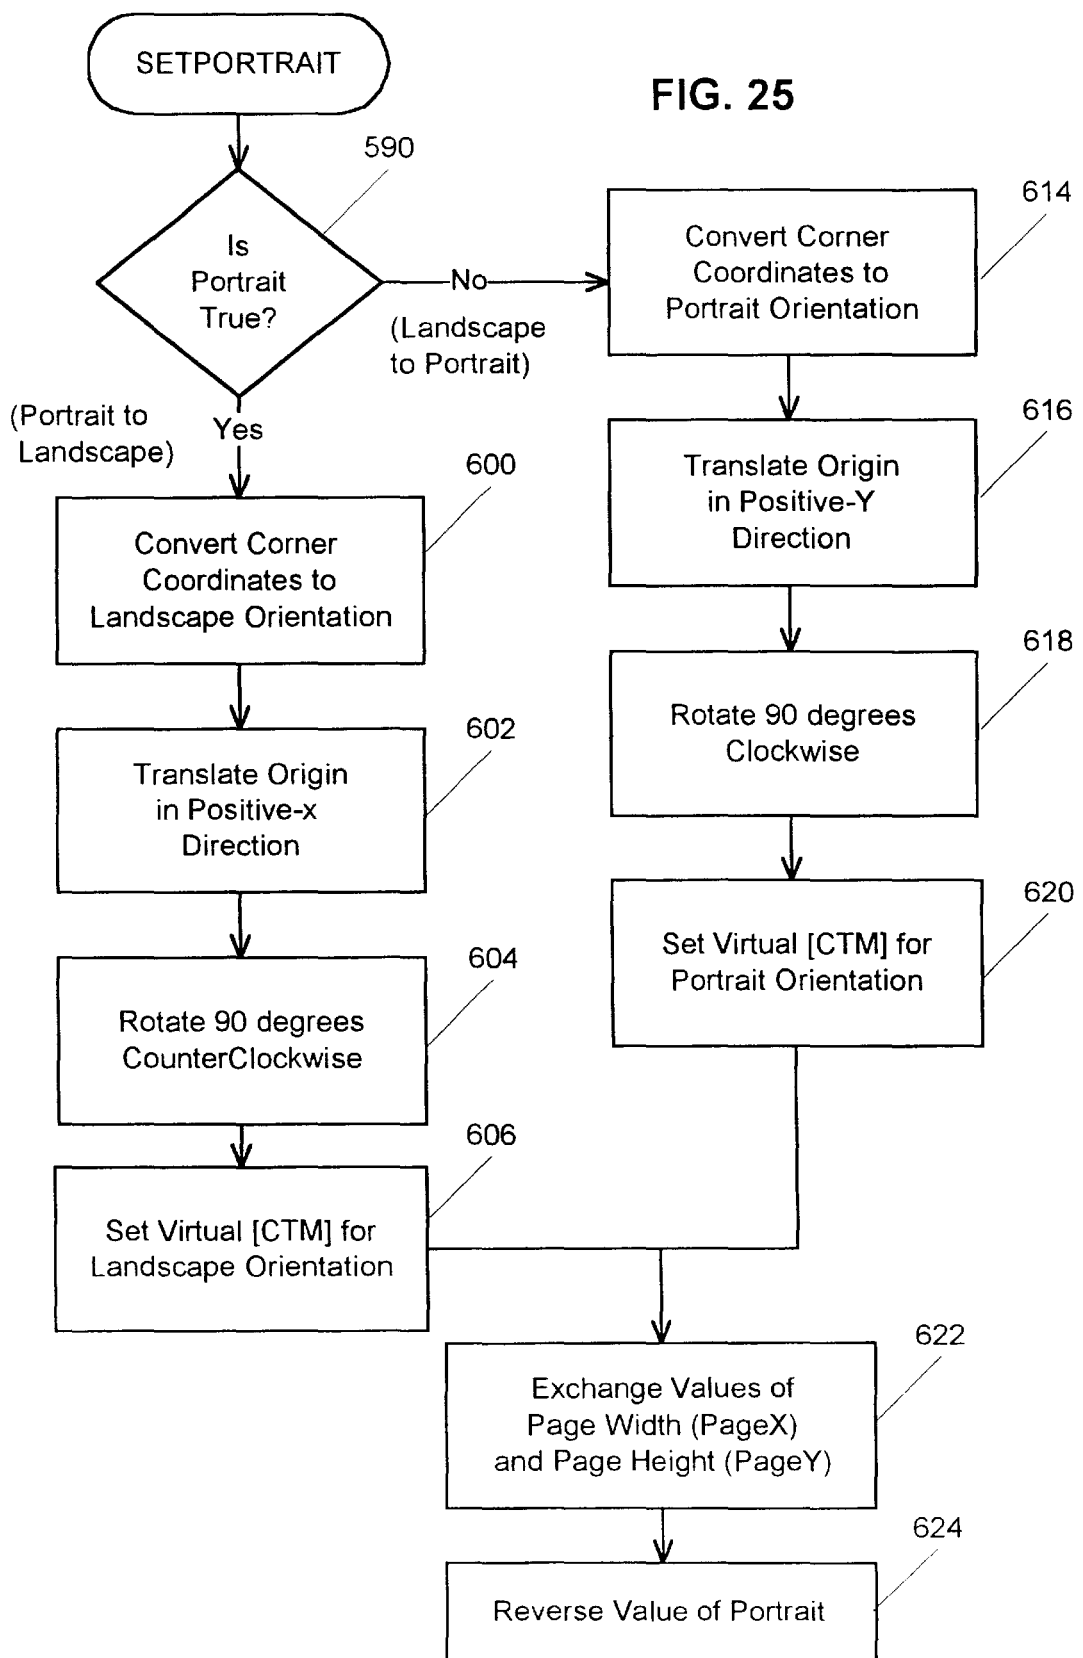 SETPORTRAIT
FIG. 25
590
Is
Portrait
True?
No
(Landscape
to Portrait)
(Portrait to
Landscape)
Yes
600
Convert Corner
Coordinates to
Landscape Orientation
602
Translate Origin
in Positive-x
Direction
604
Rotate 90 degrees
CounterClockwise
606
Set Virtual [CTM] for
Landscape Orientation
614
Convert Corner
Coordinates to
Portrait Orientation
616
Translate Origin
in Positive-Y
Direction
618
Rotate 90 degrees
Clockwise
620
Set Virtual [CTM] for
Portrait Orientation
622
Exchange Values of
Page Width (PageX)
and Page Height (PageY)
624
Reverse Value of Portrait